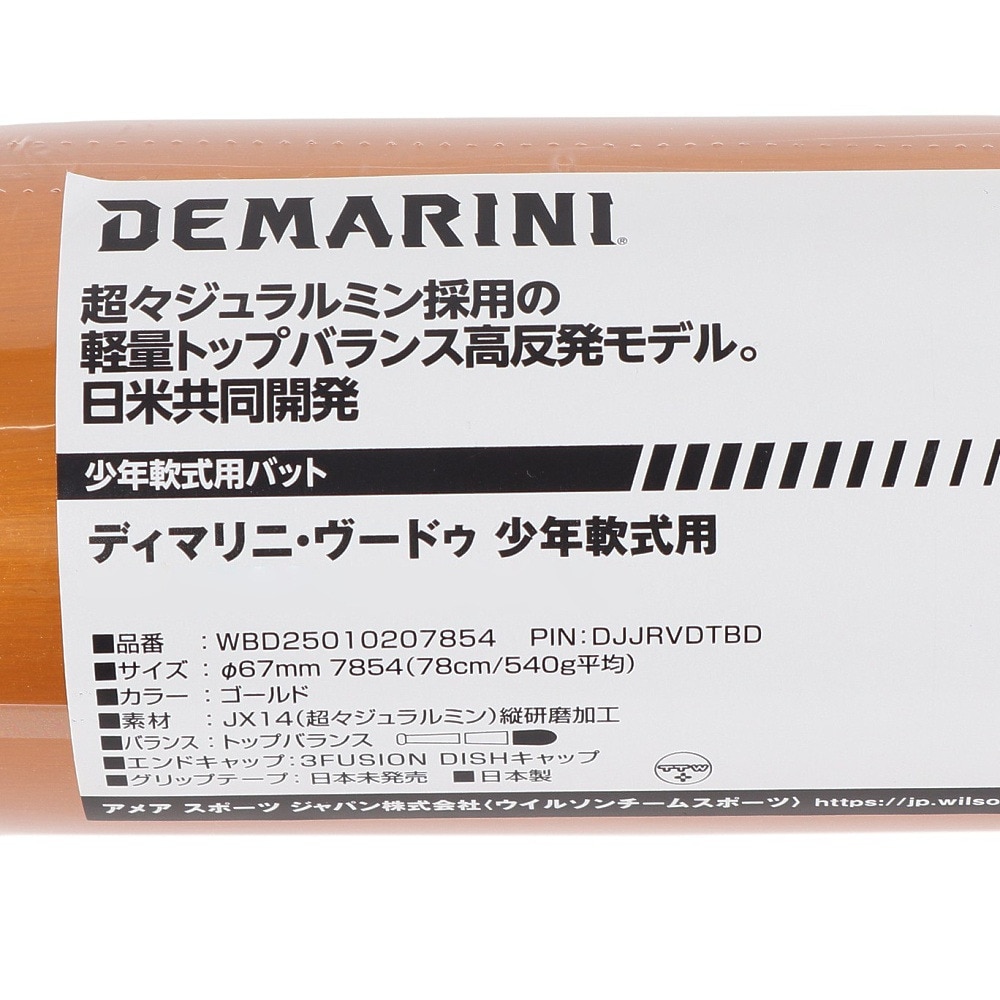 DEMARINI®
超々ジュラルミン採用の
軽量トップバランス高反発モデル。
日米共同開発
少年軟式用バット
ディマリニ・ヴードゥ 少年軟式用
■品番 : WBD25010207854 PIN:DJJRVDTBD
■サイズ : φ67mm 7854(78cm/540g平均)
■カラー : ゴールド
■素材 : JX14(超々ジュラルミン)縦研磨加工
■バランス : トップバランス
■エンドキャップ:3FUSION DISHキャップ
■グリップテープ: 日本未発売 ■日本製
TPW
アメア スポーツ ジャパン株式会社〈ウイルソンチームスポーツ〉 https://jp.wilso